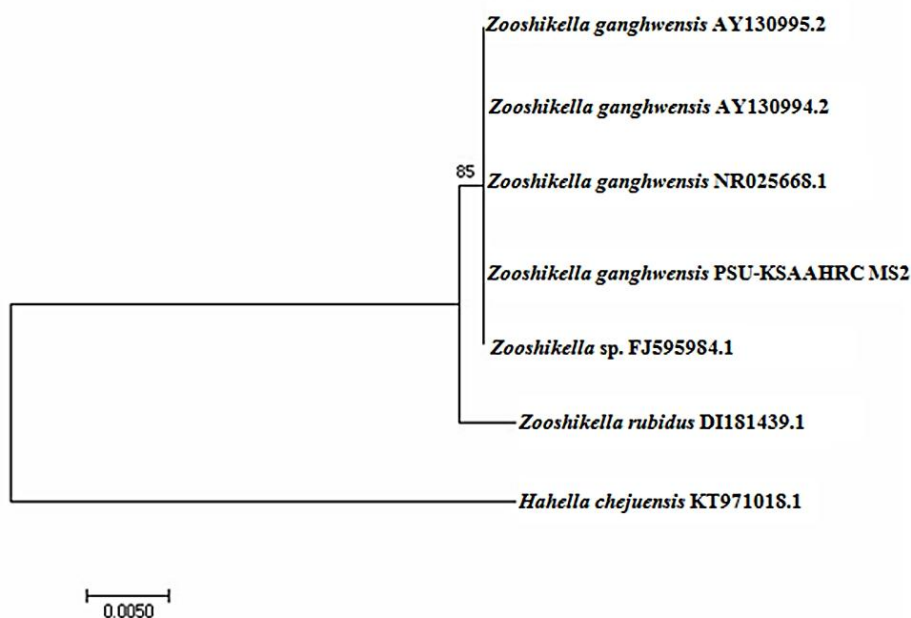 Zooshikella ganghwensis AY130995.2
Zooshikella ganghwensis AY130994.2
85
Zooshikella ganghwensis NR025668.1
Zooshikella ganghwensis PSU-KSAAHRC MS2
Zooshikella sp. FJ595984.1
Zooshikella rubidus DI181439.1
Hahella chejuensis KT971018.1
0.0050